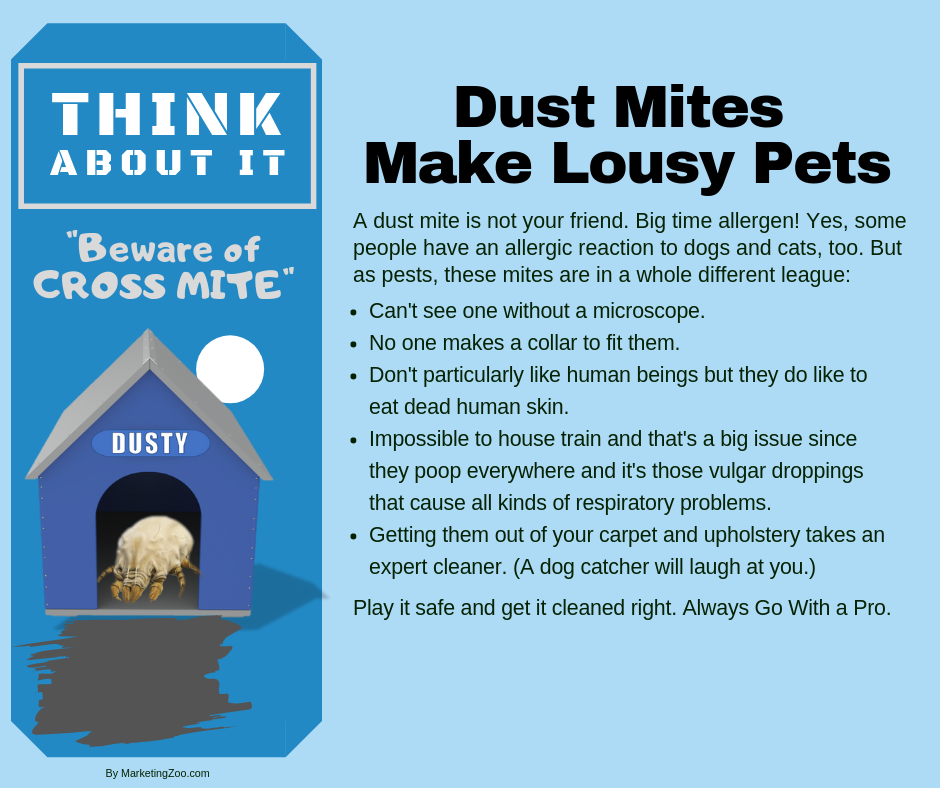 THINK
ABOUT IT
"Beware of
CROSS MITE"
DUSTY
By MarketingZoo.com
Dust Mites
Make Lousy Pets
A dust mite is not your friend. Big time allergen! Yes, some
people have an allergic reaction to dogs and cats, too. But
as pests, these mites are in a whole different league:
• Can't see one without a microscope.
• No one makes a collar to fit them.
• Don't particularly like human beings but they do like to
eat dead human skin.
• Impossible to house train and that's a big issue since
they poop everywhere and it's those vulgar droppings
that cause all kinds of respiratory problems.
• Getting them out of your carpet and upholstery takes an
expert cleaner. (A dog catcher will laugh at you.)
Play it safe and get it cleaned right. Always Go With a Pro.